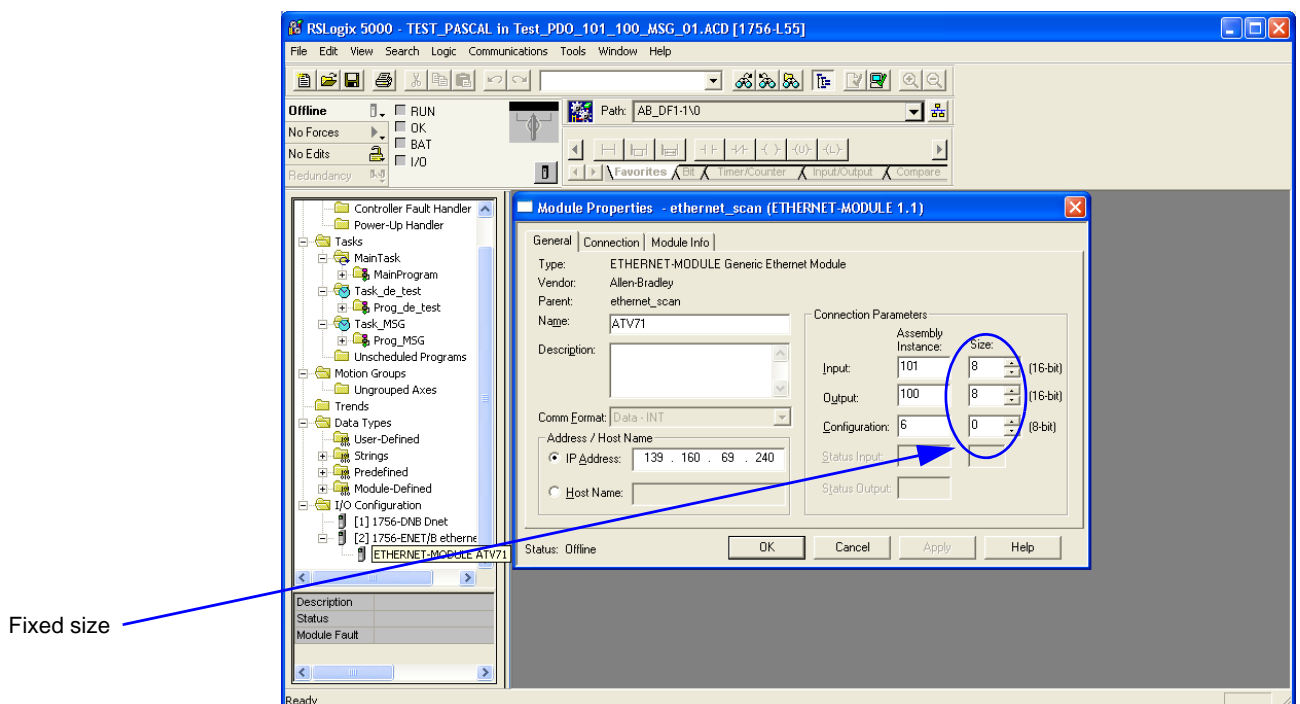 RSLogix 5000 - TEST_PASCAL in Test_PDO_101_100_MSG_01.ACD [1756-L55]
File Edit View Search Logic Communications Tools Window Help
Offline
RUN
No Forces
OK
No Edits
BAT
I/O
Redundancy
Path: AB_DF1-1\0
Favorites Bit Timer/Counter Input/Output Compare
Controller Fault Handler
Power-Up Handler
Tasks
MainTask
MainProgram
Task_de_test
Prog_de_test
Task_MSG
Prog_MSG
Unscheduled Programs
Motion Groups
Ungrouped Axes
Trends
Data Types
User-Defined
Strings
Predefined
Module-Defined
I/O Configuration
[1] 1756-DNB Dnet
[2] 1756-ENET/B etherne
ETHERNET-MODULE ATV71
Description
Status
Module Fault
Module Properties - ethernet_scan (ETHERNET-MODULE 1.1)
General Connection Module Info
Type: ETHERNET-MODULE Generic Ethernet Module
Vendor: Allen-Bradley
Parent: ethernet_scan
Name: ATV71
Description:
Comm Format: Data - INT
Address / Host Name
IP Address: 139 . 160 . 69 . 240
Host Name:
Connection Parameters
Assembly
Instance: Size:
Input: 101 8 (16-bit)
Output: 100 8 (16-bit)
Configuration: 6 0 (8-bit)
Status Input:
Status Output:
Status: Offline
OK Cancel Apply Help
Fixed size
Ready